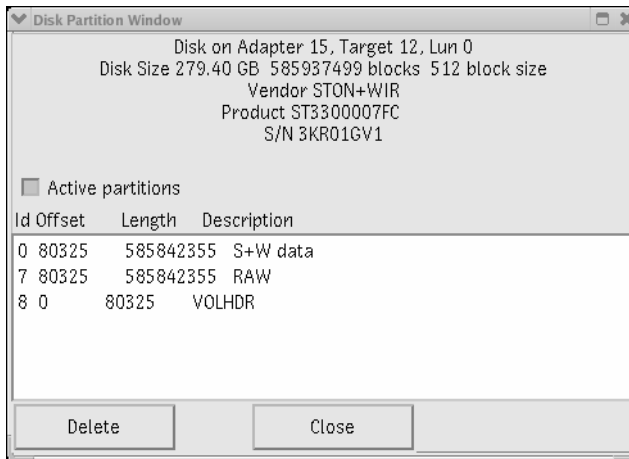 Disk Partition Window
Disk on Adapter 15, Target 12, Lun 0
Disk Size 279.40 GB 585937499 blocks 512 block size
Vendor STON+WIR
Product ST3300007FC
S/N 3KR01GV1
Active partitions
Id Offset Length Description
0 80325 585842355 S+W data
7 80325 585842355 RAW
8 0 80325 VOLHDR
Delete Close